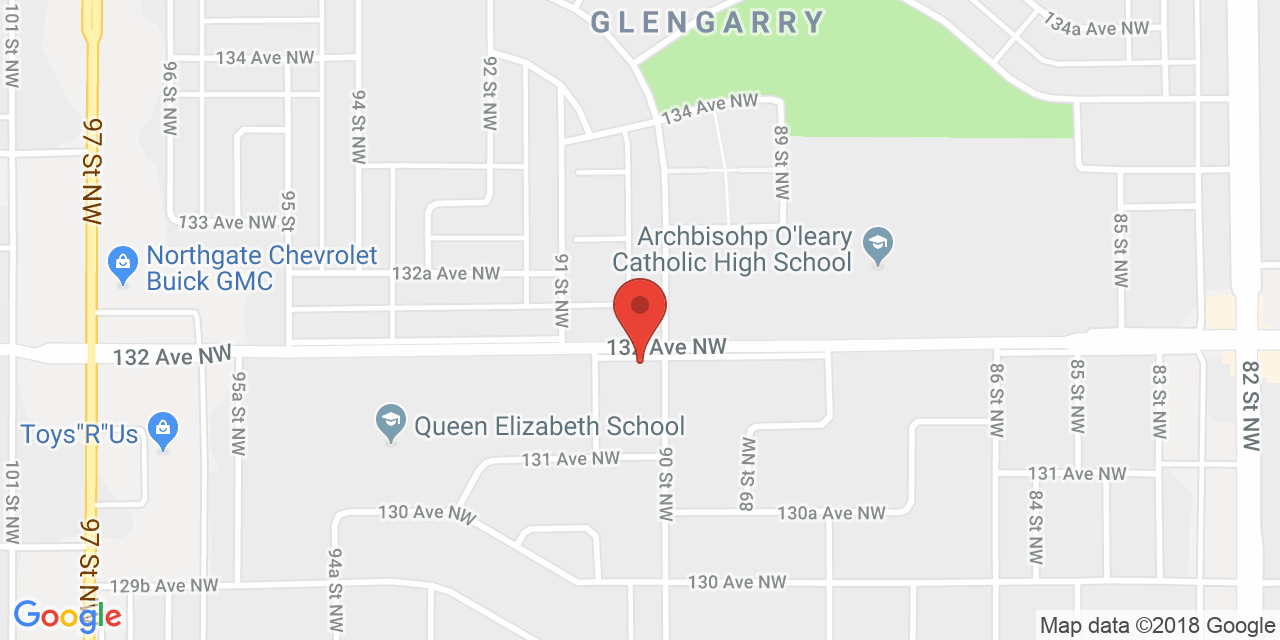 GLENGARRY
101 St NW
134a Ave NW
134 Ave NW
96 St NW
94 St NW
92 St NW
134 Ave NW
89 St NW
97 St NW
133 Ave NW
95 St
85 St NW
Archbisohp O'leary
Catholic High School
Northgate Chevrolet
Buick GMC
132a Ave NW
91 St NW
132 Ave NW
132 Ave NW
95a St NW
86 St NW
85 St NW
83 St NW
82 St NW
Toys"R"Us
Queen Elizabeth School
131 Ave NW
90 St NW
89 St NW
131 Ave NW
101 St NW
130 Ave NW
130a Ave NW
84 St NW
97 St NW
94a St NW
129b Ave NW
130 Ave NW
Google
Map data ©2018 Google